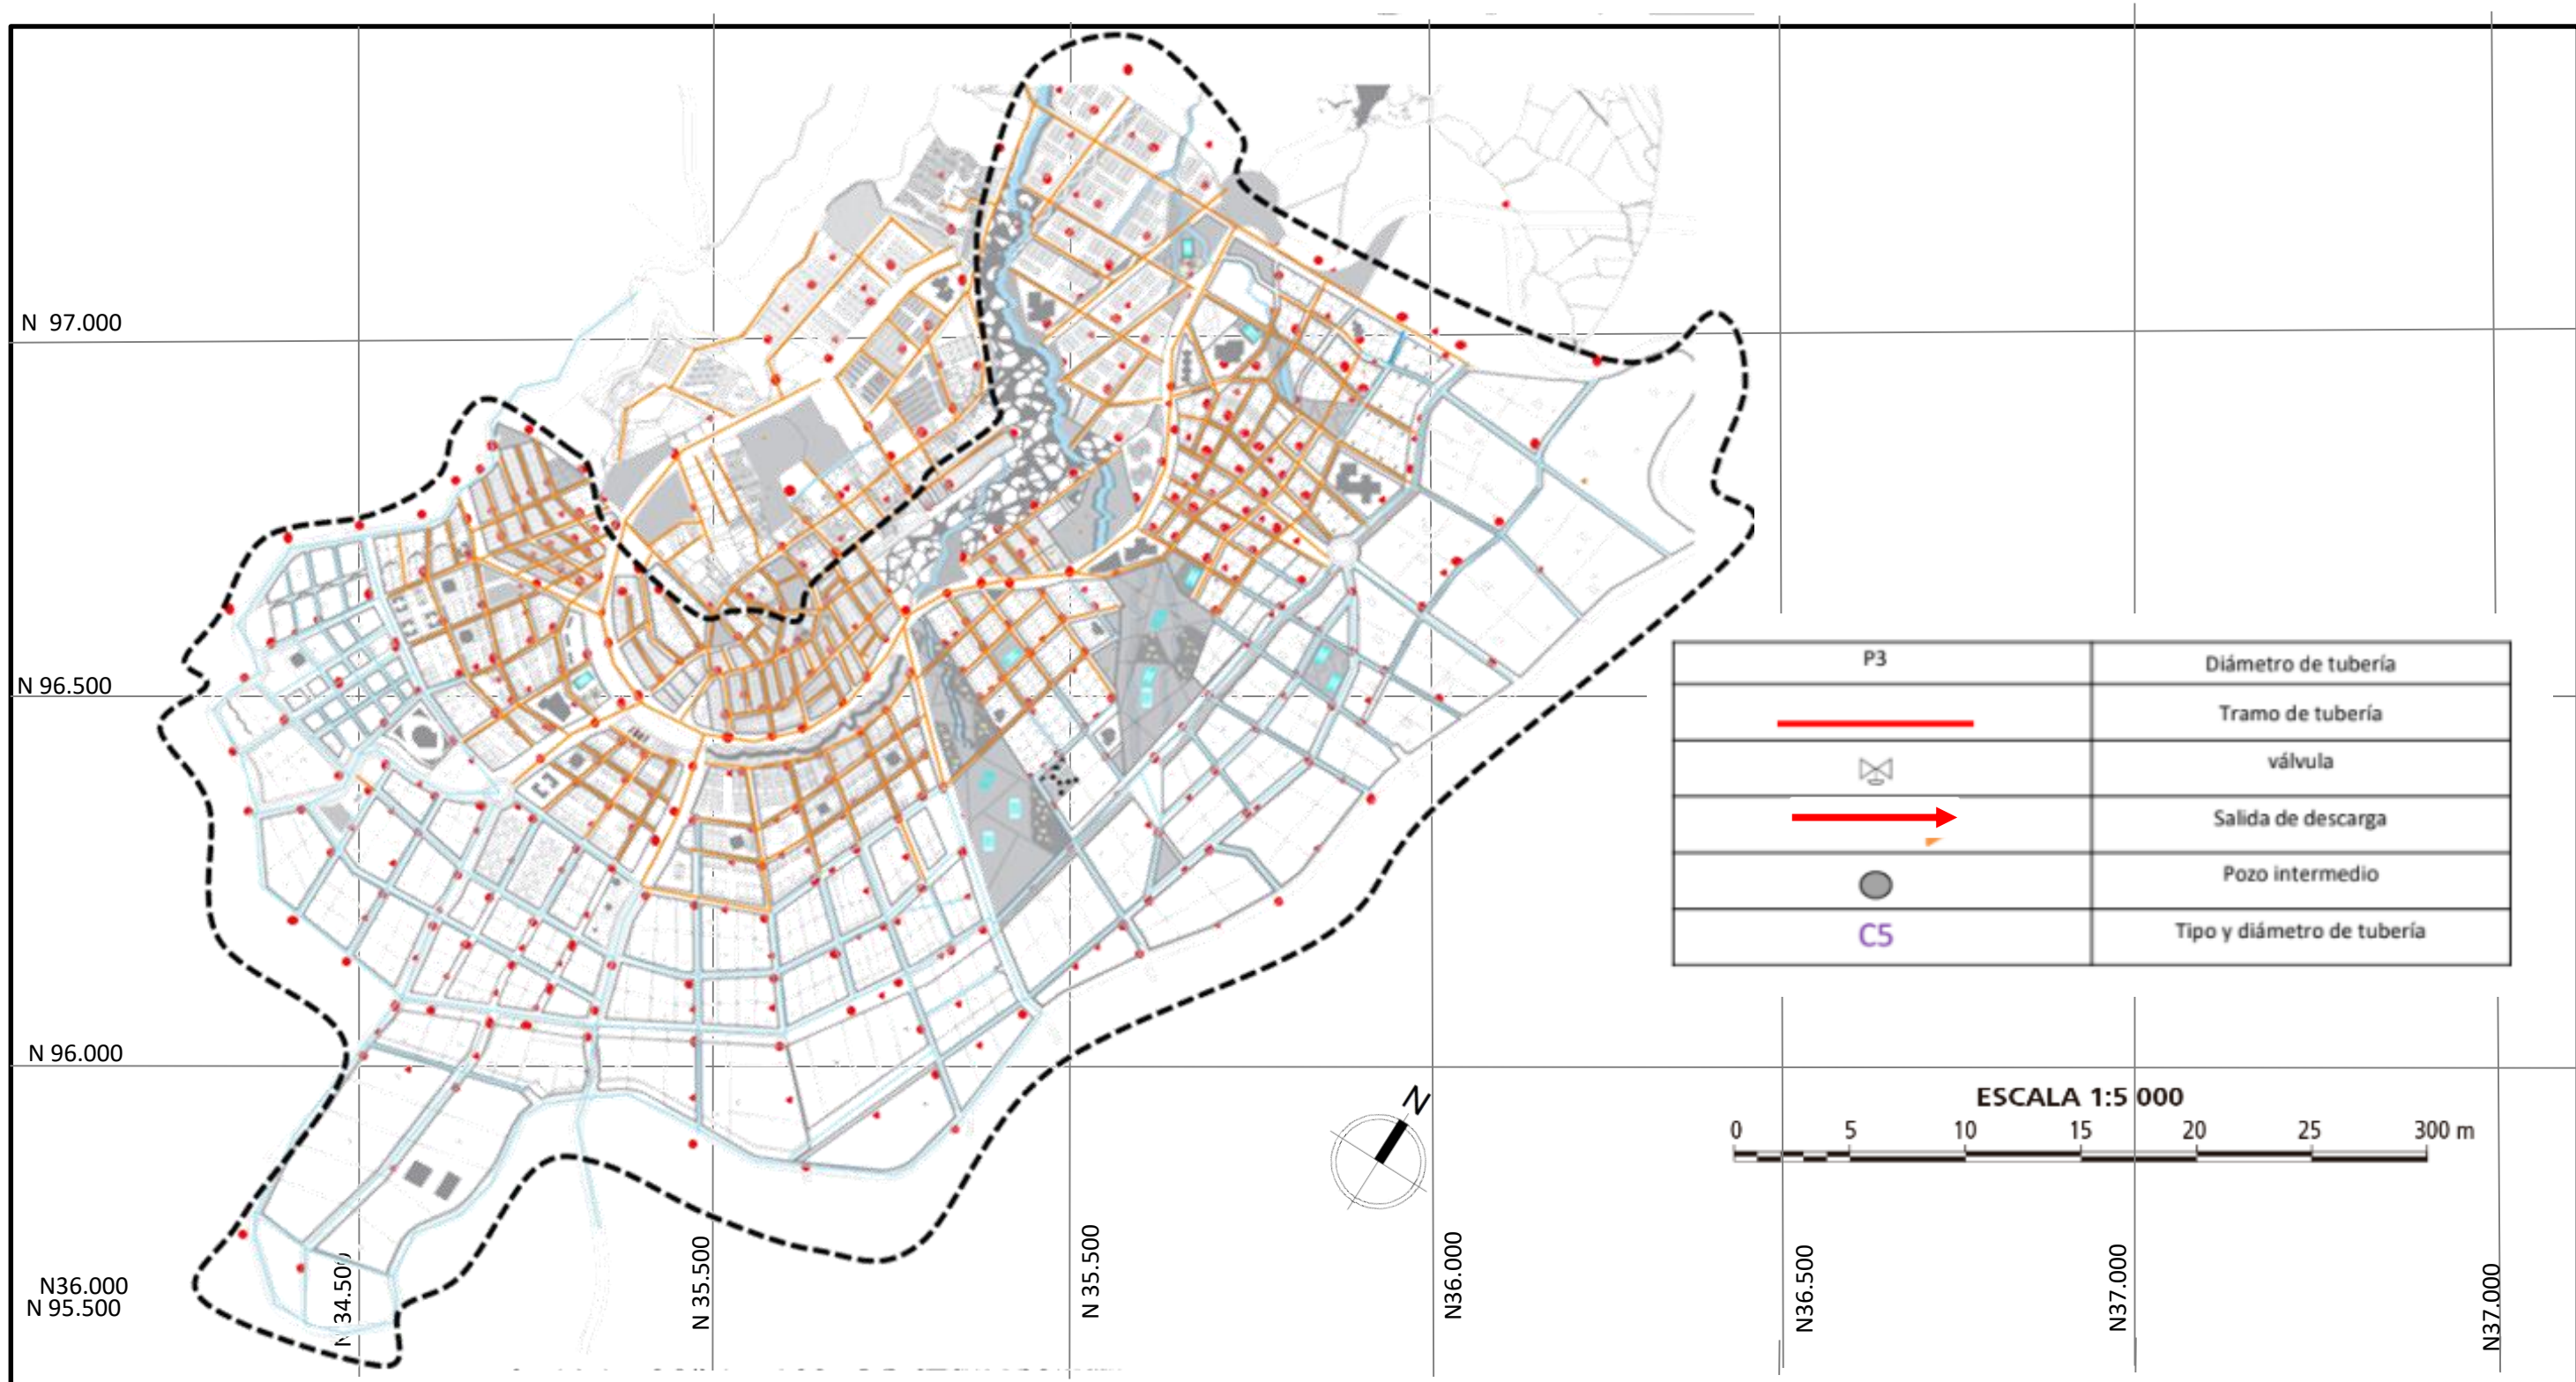 N 97.000
N 96.500
N 96.000
N36.000
N 95.500
N 34.500
N 35.500
N 35.500
N36.000
N36.500
N37.000
N37.000
P3 Diámetro de tubería
Tramo de tubería
válvula
Salida de descarga
Pozo intermedio
C5 Tipo y diámetro de tubería
N
ESCALA 1:5 000
0 5 10 15 20 25 300 m